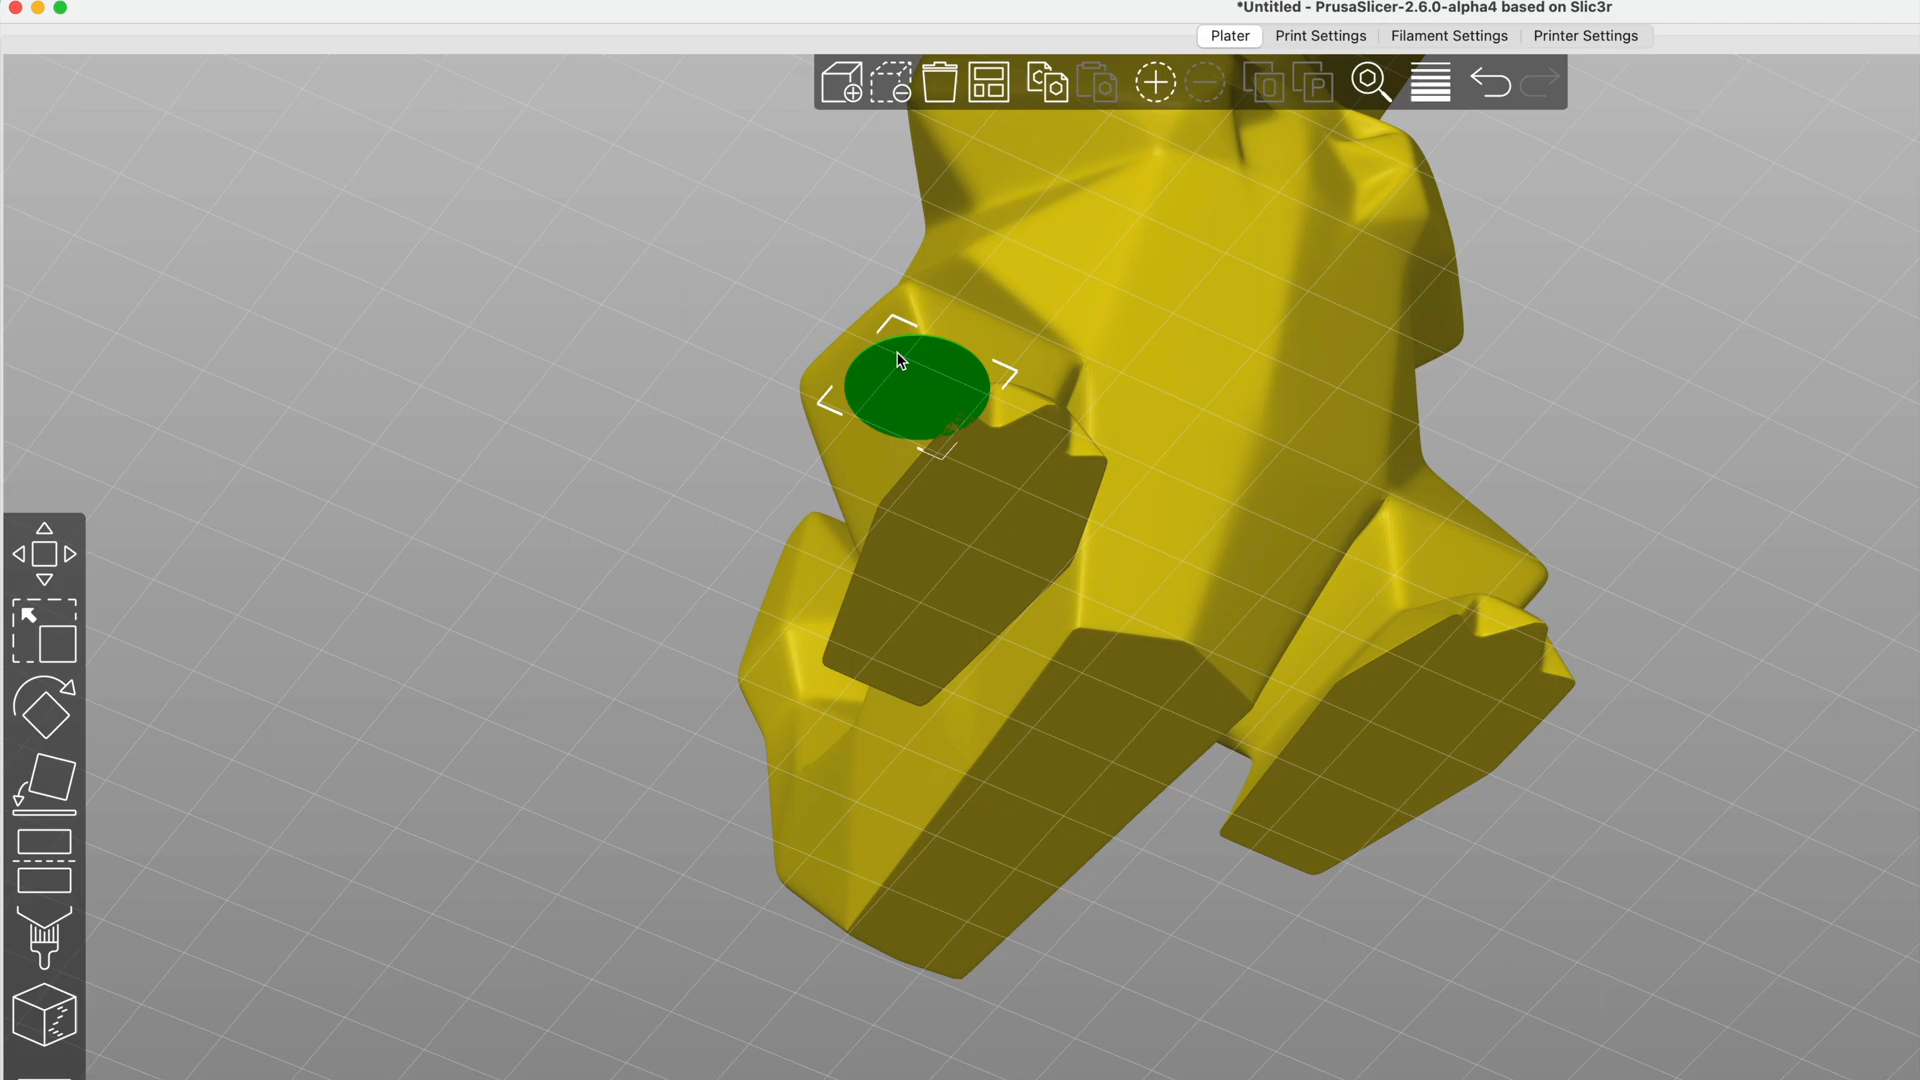 *Untitled - PrusaSlicer-2.6.0-alpha4 based on Slic3r
Plater Print Settings Filament Settings Printer Settings
O P